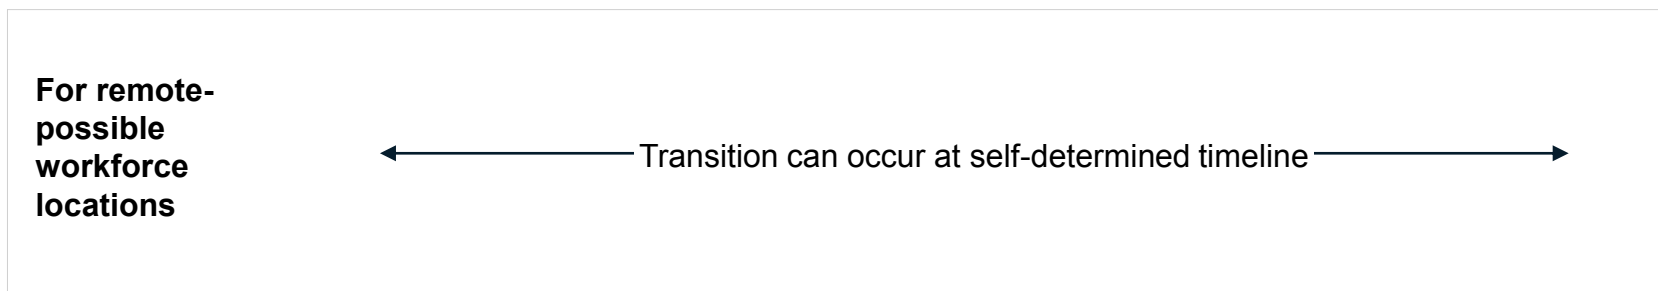 For remote-
possible
workforce
locations
Transition can occur at self-determined timeline